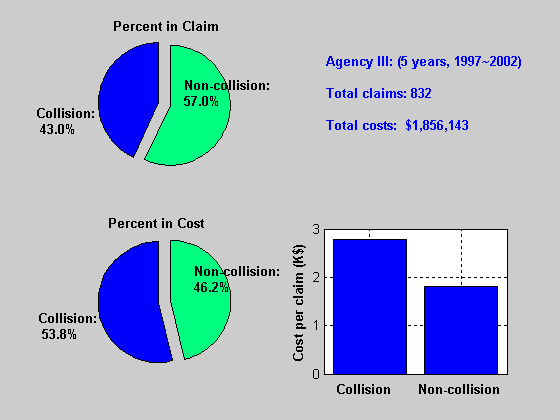 Percent in Claim
Non-collision:
57.0%
Collision:
43.0%
Agency III: (5 years, 1997~2002)
Total claims: 832
Total costs: $1,856,143
Percent in Cost
Non-collision:
46.2%
Collision:
53.8%
Cost per claim (K$)
3
2
1
0
Collision
Non-collision